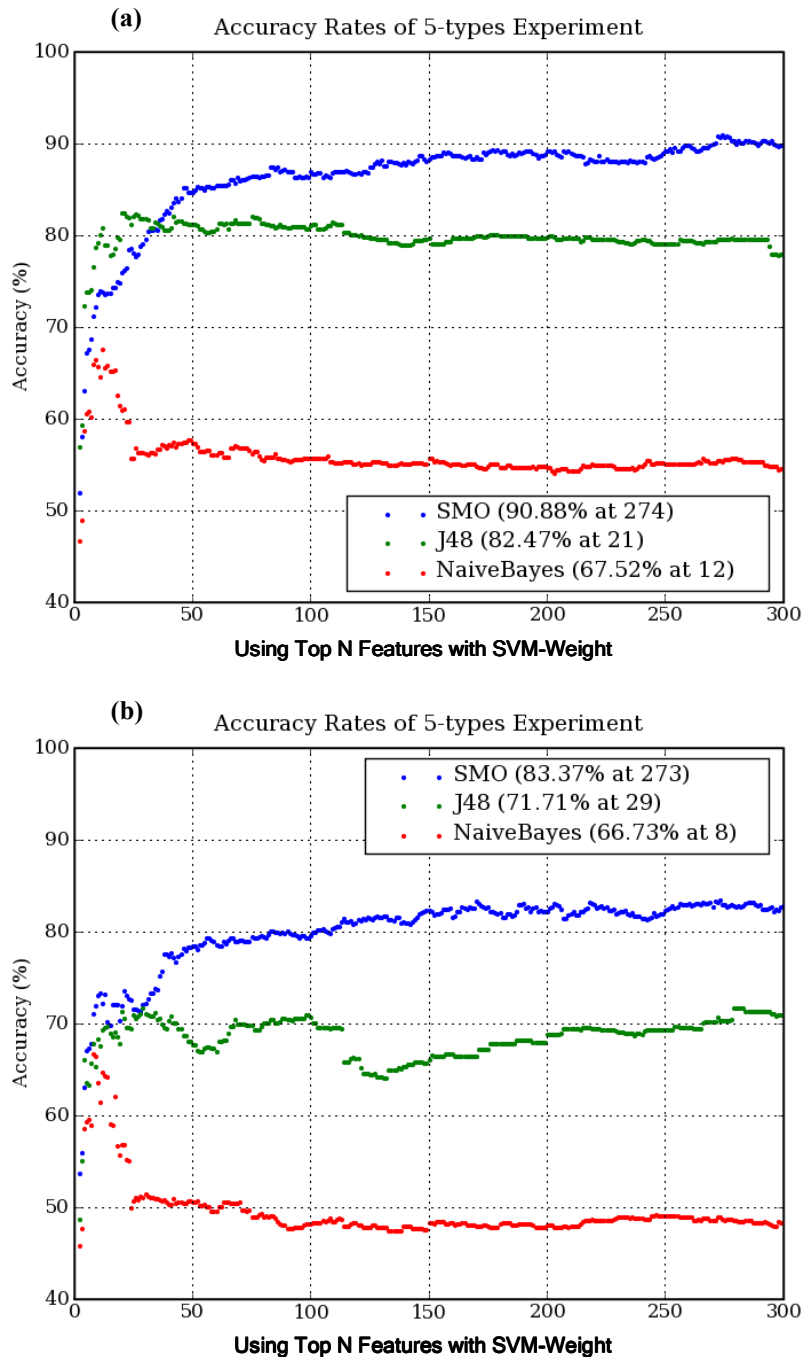 (a)
Accuracy Rates of 5-types Experiment
100
90
80
70
60
50
40
Accuracy (%)
SMO (90.88% at 274)
J48 (82.47% at 21)
NaiveBayes (67.52% at 12)
0 50 100 150 200 250 300
Using Top N Features with SVM-Weight
(b)
Accuracy Rates of 5-types Experiment
100
90
80
70
60
50
40
Accuracy (%)
SMO (83.37% at 273)
J48 (71.71% at 29)
NaiveBayes (66.73% at 8)
0 50 100 150 200 250 300
Using Top N Features with SVM-Weight